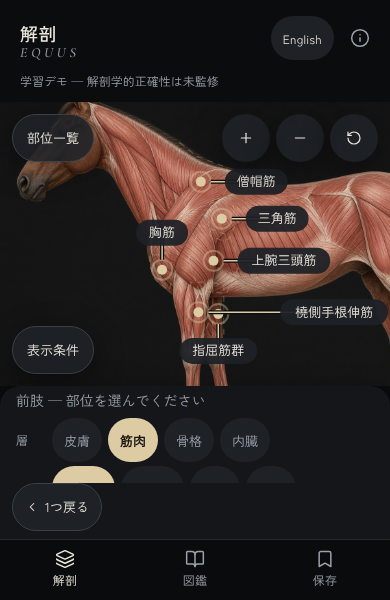 解剖
EQUUS
English
学習デモ — 解剖学的正確性は未監修
部位一覧
僧帽筋
三角筋
胸筋
上腕三頭筋
橈側手根伸筋
指屈筋群
表示条件
前肢 — 部位を選んでください
層
皮膚
筋肉
骨格
内臓
1つ戻る
解剖
図鑑
保存